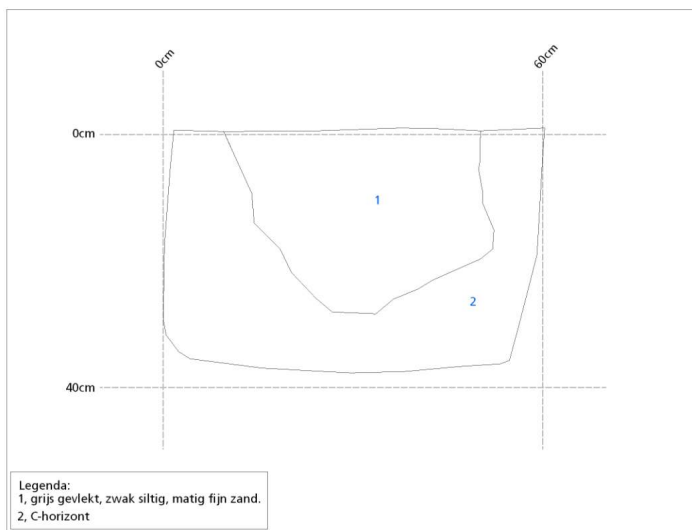 0cm
60cm
0cm
1
2
40cm
Legenda:
1, grijs gevlekt, zwak siltig, matig fijn zand.
2, C-horizont